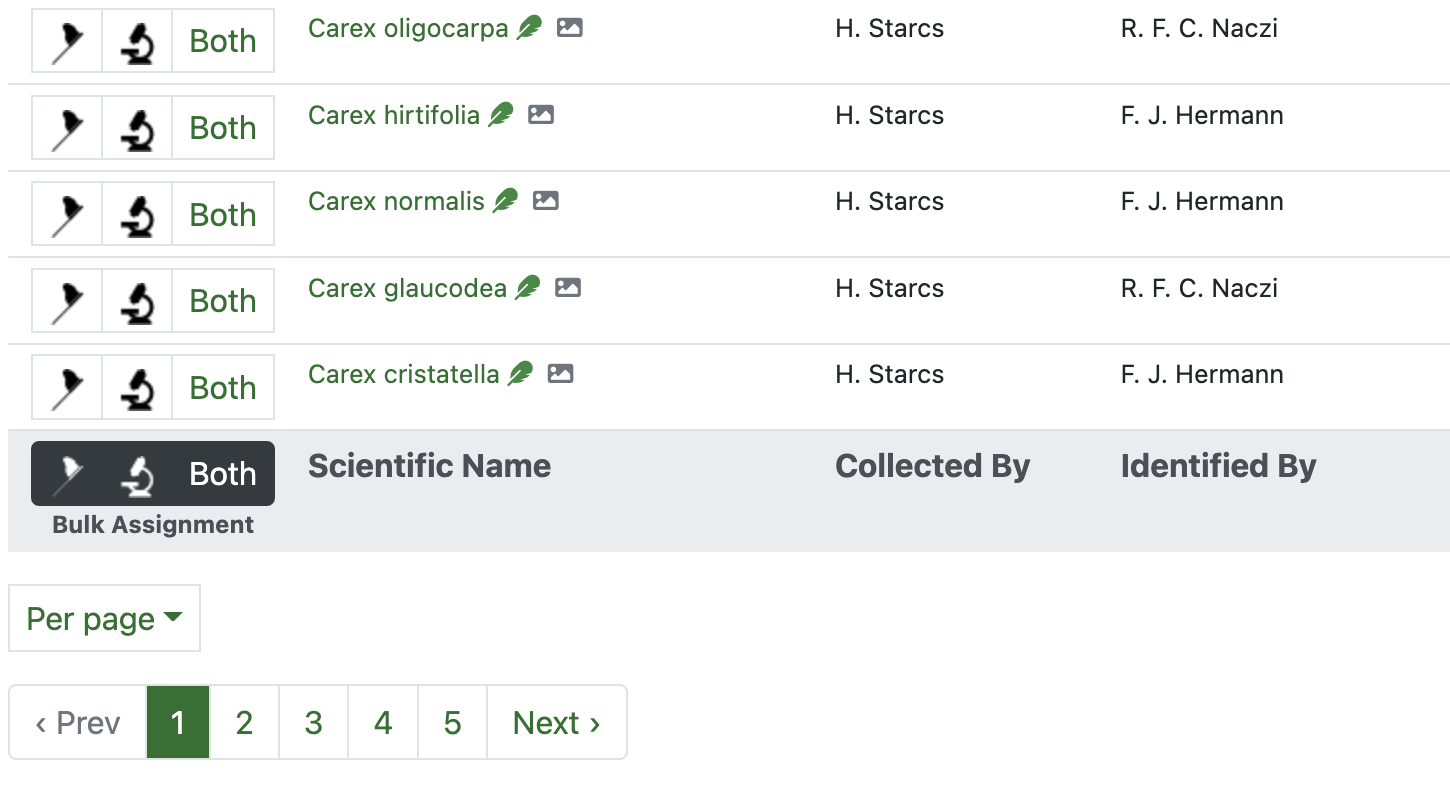 Both Carex oligocarpa H. Starcs R. F. C. Naczi
Both Carex hirtifolia H. Starcs F. J. Hermann
Both Carex normalis H. Starcs F. J. Hermann
Both Carex glaucodea H. Starcs R. F. C. Naczi
Both Carex cristatella H. Starcs F. J. Hermann
Both Scientific Name Collected By Identified By
Bulk Assignment
Per page
‹ Prev 1 2 3 4 5 Next ›